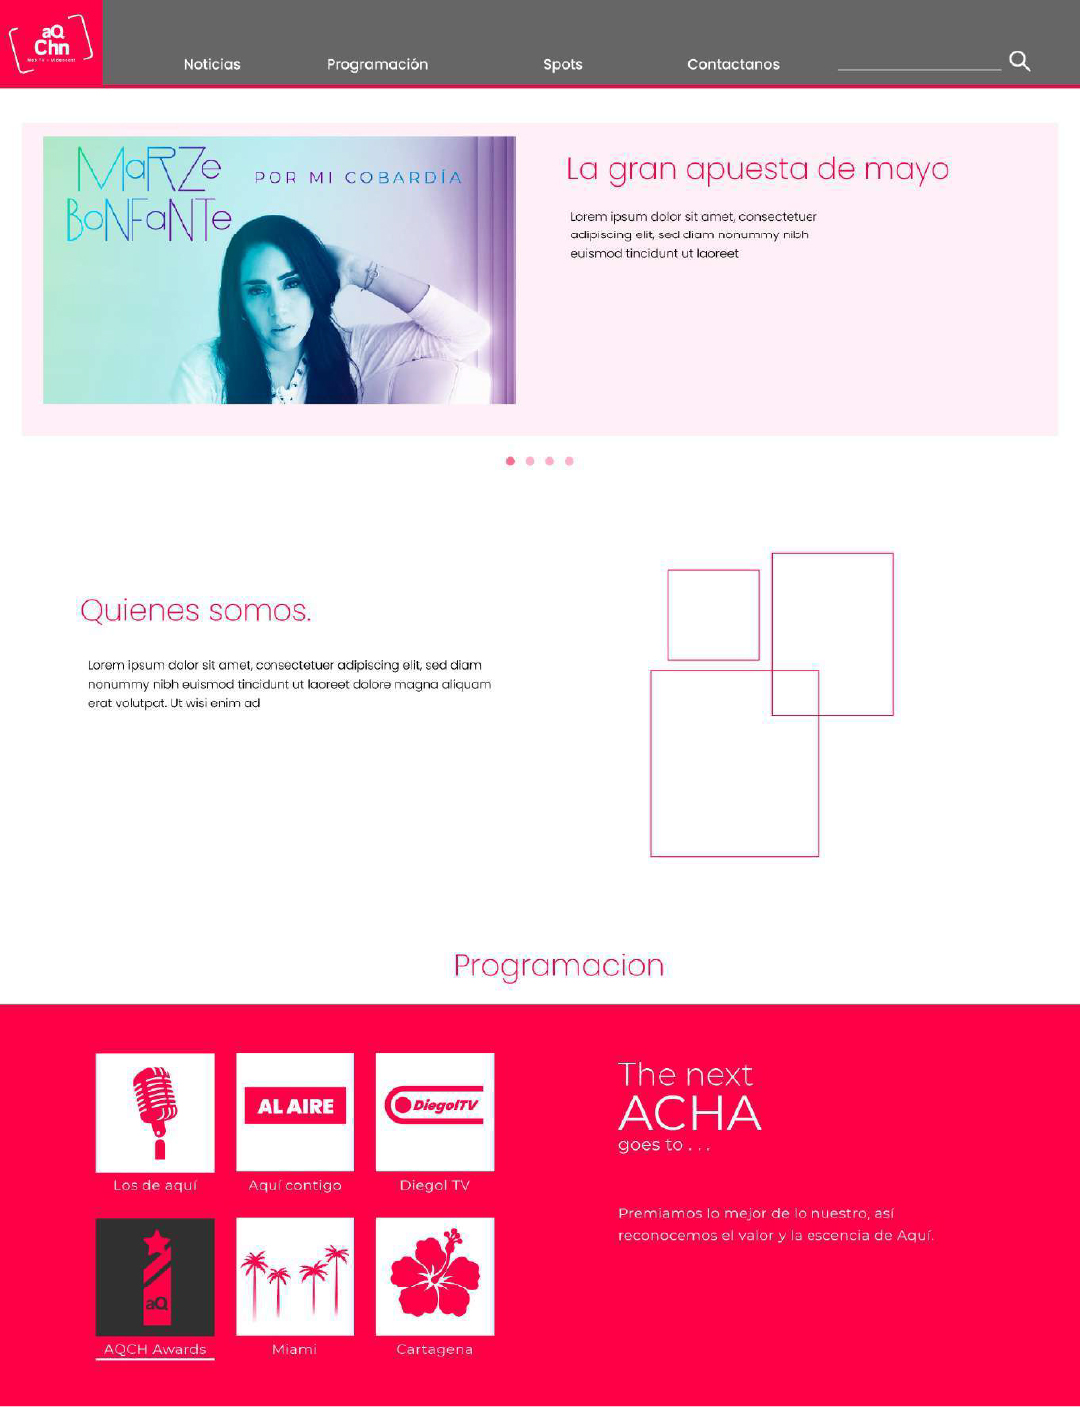 aQ
Chn
Noticias
Programación
Spots
Contactanos
MaRZe
BoNFaNTe
POR MI COBARDÍA
La gran apuesta de mayo
Lorem ipsum dolor sit amet, consectetuer
adipiscing elit, sed diam nonummy nibh
euismod tincidunt ut laoreet
Quienes somos.
Lorem ipsum dolor sit amet, consectetuer adipiscing elit, sed diam
nonummy nibh euismod tincidunt ut laoreet dolore magna aliquam
erat volutpat. Ut wisi enim ad
Programacion
AL AIRE
DiegolTV
Los de aquí
Aquí contigo
Diegol TV
aQ
AQCH Awards
Miami
Cartagena
The next
ACHA
goes to . . .
Premiamos lo mejor de lo nuestro, así
reconocemos el valor y la escencia de Aquí.